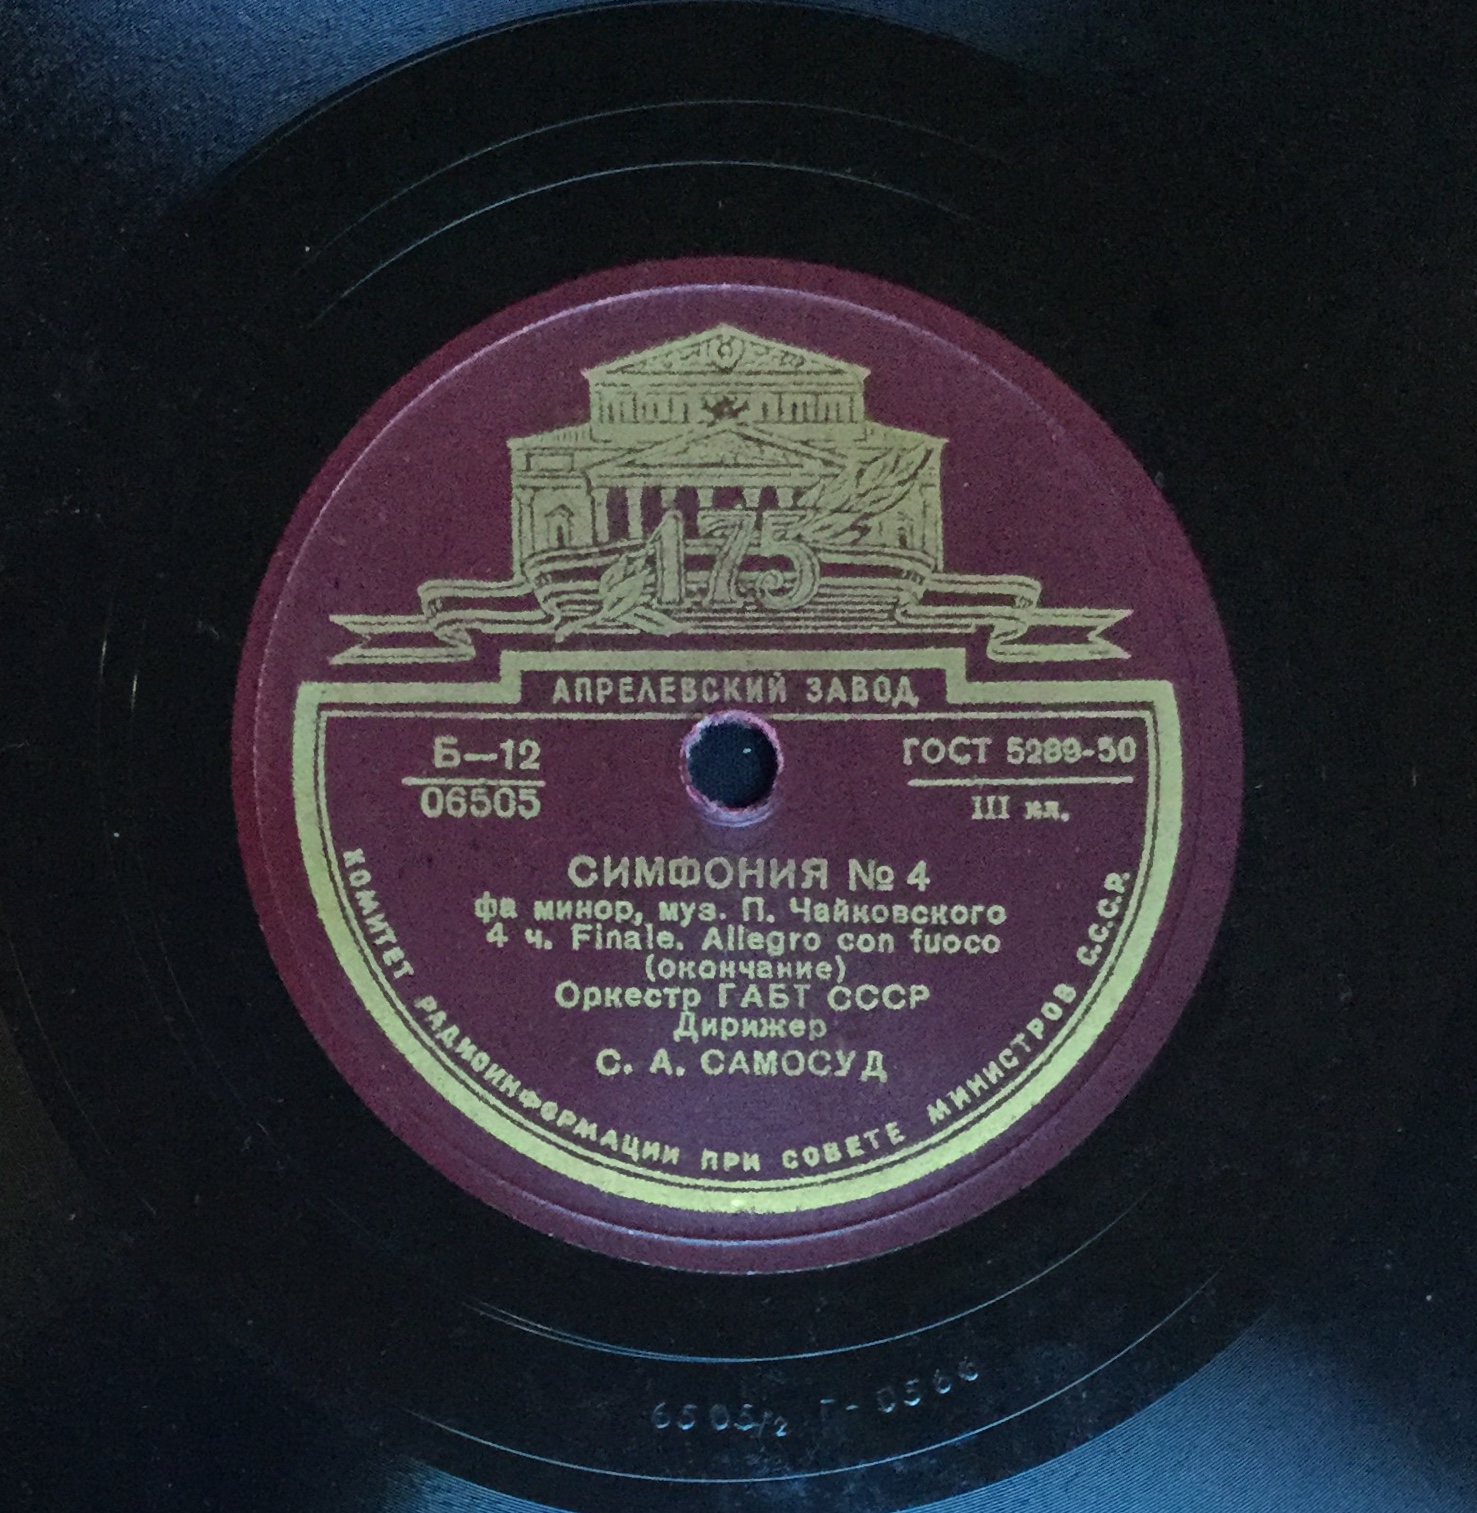 175
АПРЕЛЕВСКИЙ ЗАВОД
Б—12
06505
ГОСТ 5289-50
III кл.
СИМФОНИЯ № 4
фа минор, муз. П. Чайковского
4 ч. Finale. Allegro con fuoco
(окончание)
Оркестр ГАБТ СССР
Дирижер
С. А. САМОСУД
КОМИТЕТ РАДИОИНФОРМАЦИИ ПРИ СОВЕТЕ МИНИСТРОВ С.С.С.Р.
6505/2 Г-0566